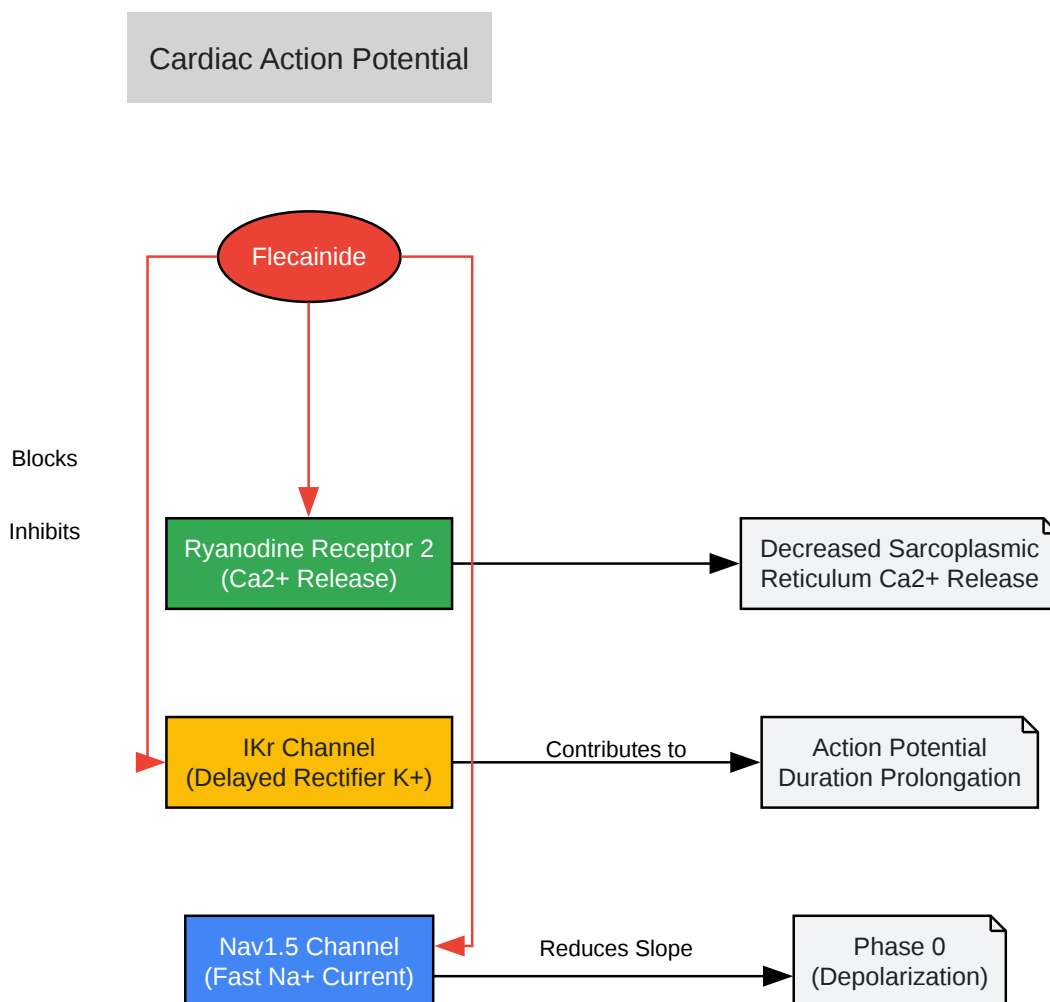 Cardiac Action Potential
Flecainide
Blocks
Inhibits
Ryanodine Receptor 2
(Ca2+ Release)
Decreased Sarcoplasmic
Reticulum Ca2+ Release
IKr Channel
(Delayed Rectifier K+)
Contributes to
Action Potential
Duration Prolongation
Nav1.5 Channel
(Fast Na+ Current)
Reduces Slope
Phase 0
(Depolarization)